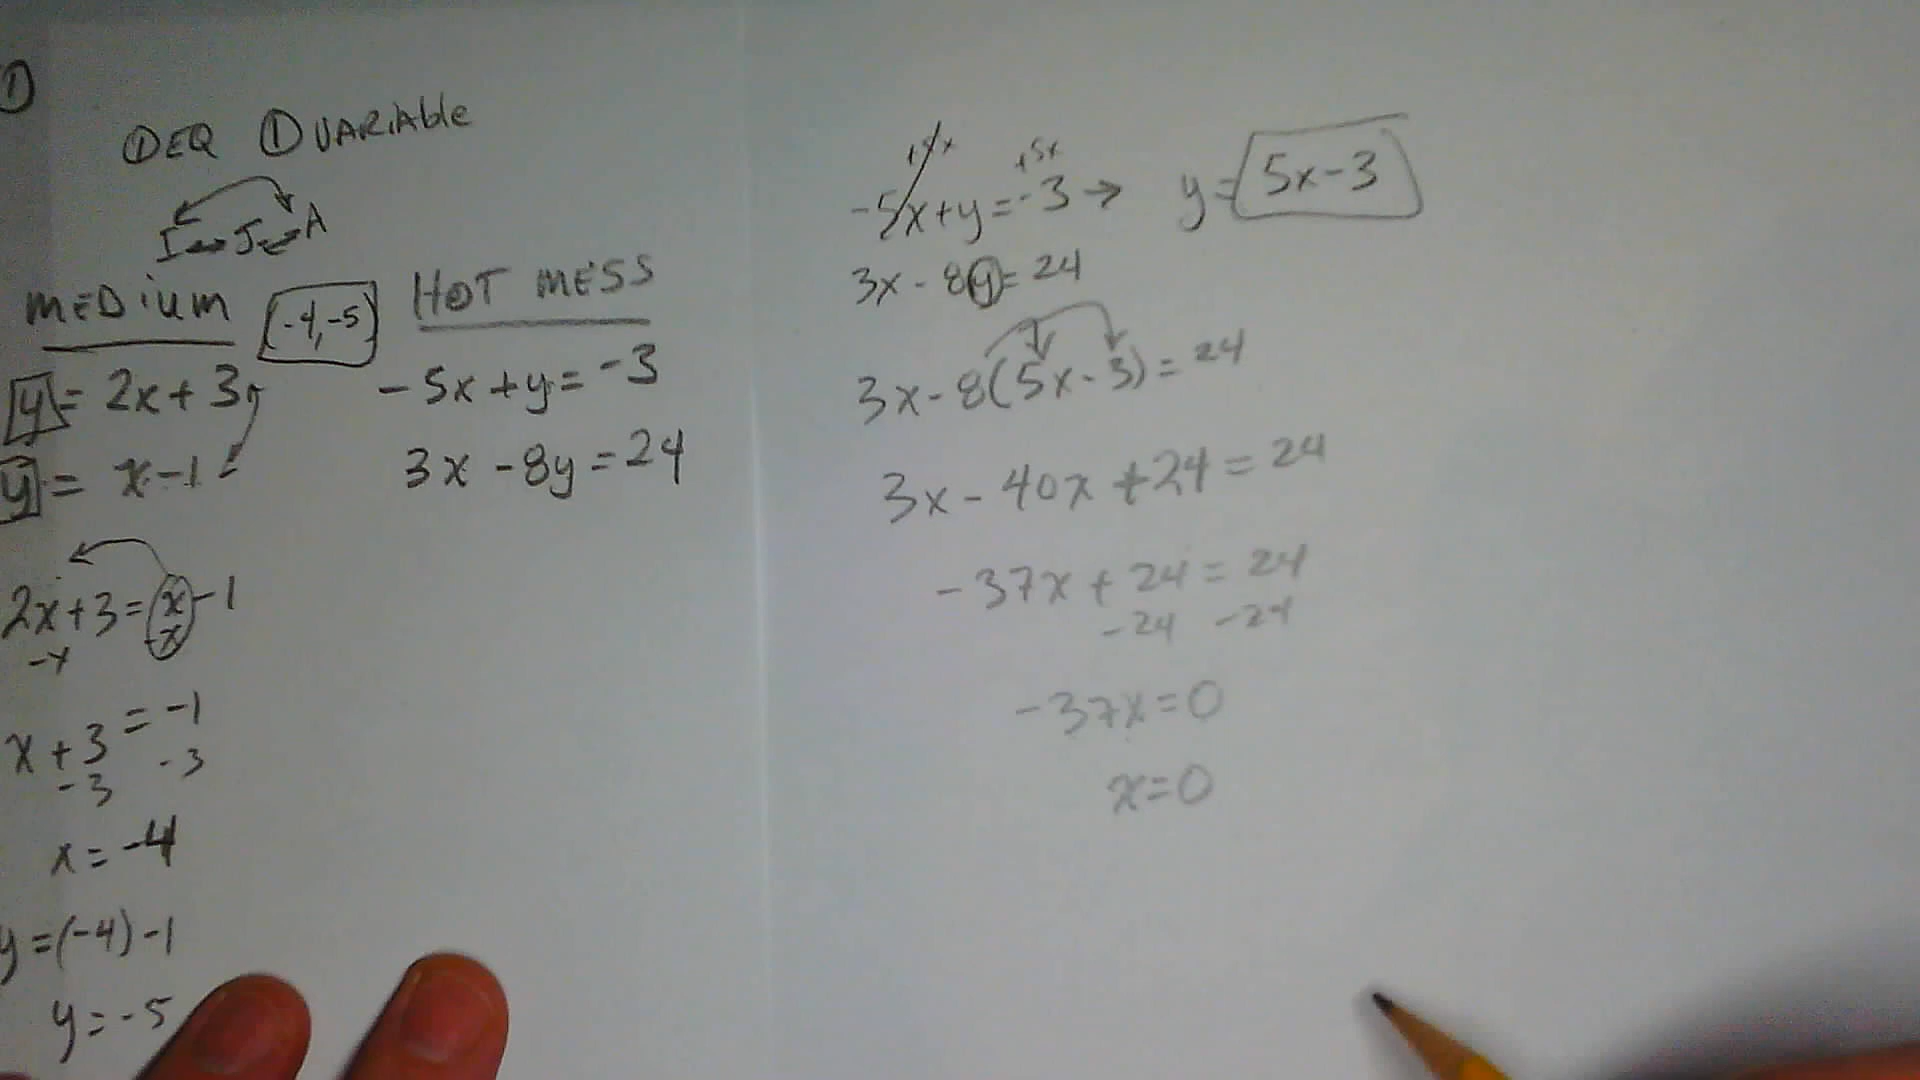 ①
① EQ ① VARIABLE
I J A
MEDIUM
(-4,-5)
y = 2x + 3
y = x - 1
2x + 3 = x - 1
-x -x
x + 3 = -1
-3 -3
x = -4
y = (-4) - 1
y = -5
HOT MESS
-5x + y = -3
3x - 8y = 24
+5x +5x
-5x + y = -3 → y = 5x - 3
3x - 8y = 24
3x - 8(5x - 3) = 24
3x - 40x + 24 = 24
-37x + 24 = 24
-24 -24
-37x = 0
x = 0